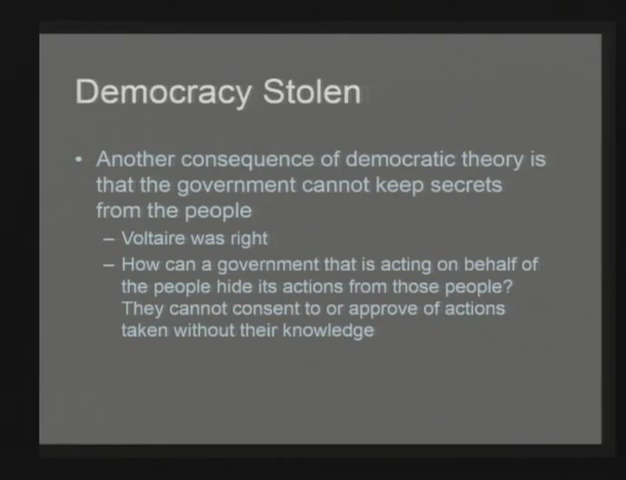 Democracy Stolen
• Another consequence of democratic theory is
that the government cannot keep secrets
from the people
– Voltaire was right
– How can a government that is acting on behalf of
the people hide its actions from those people?
They cannot consent to or approve of actions
taken without their knowledge